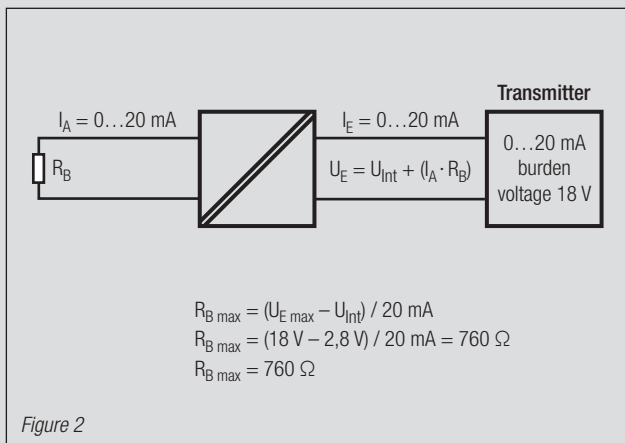 Transmitter
I_A = 0…20 mA
I_E = 0…20 mA
R_B
U_E = U_Int + (I_A · R_B)
0…20 mA
burden
voltage 18 V
R_B max = (U_E max – U_Int) / 20 mA
R_B max = (18 V – 2,8 V) / 20 mA = 760 Ω
R_B max = 760 Ω
Figure 2